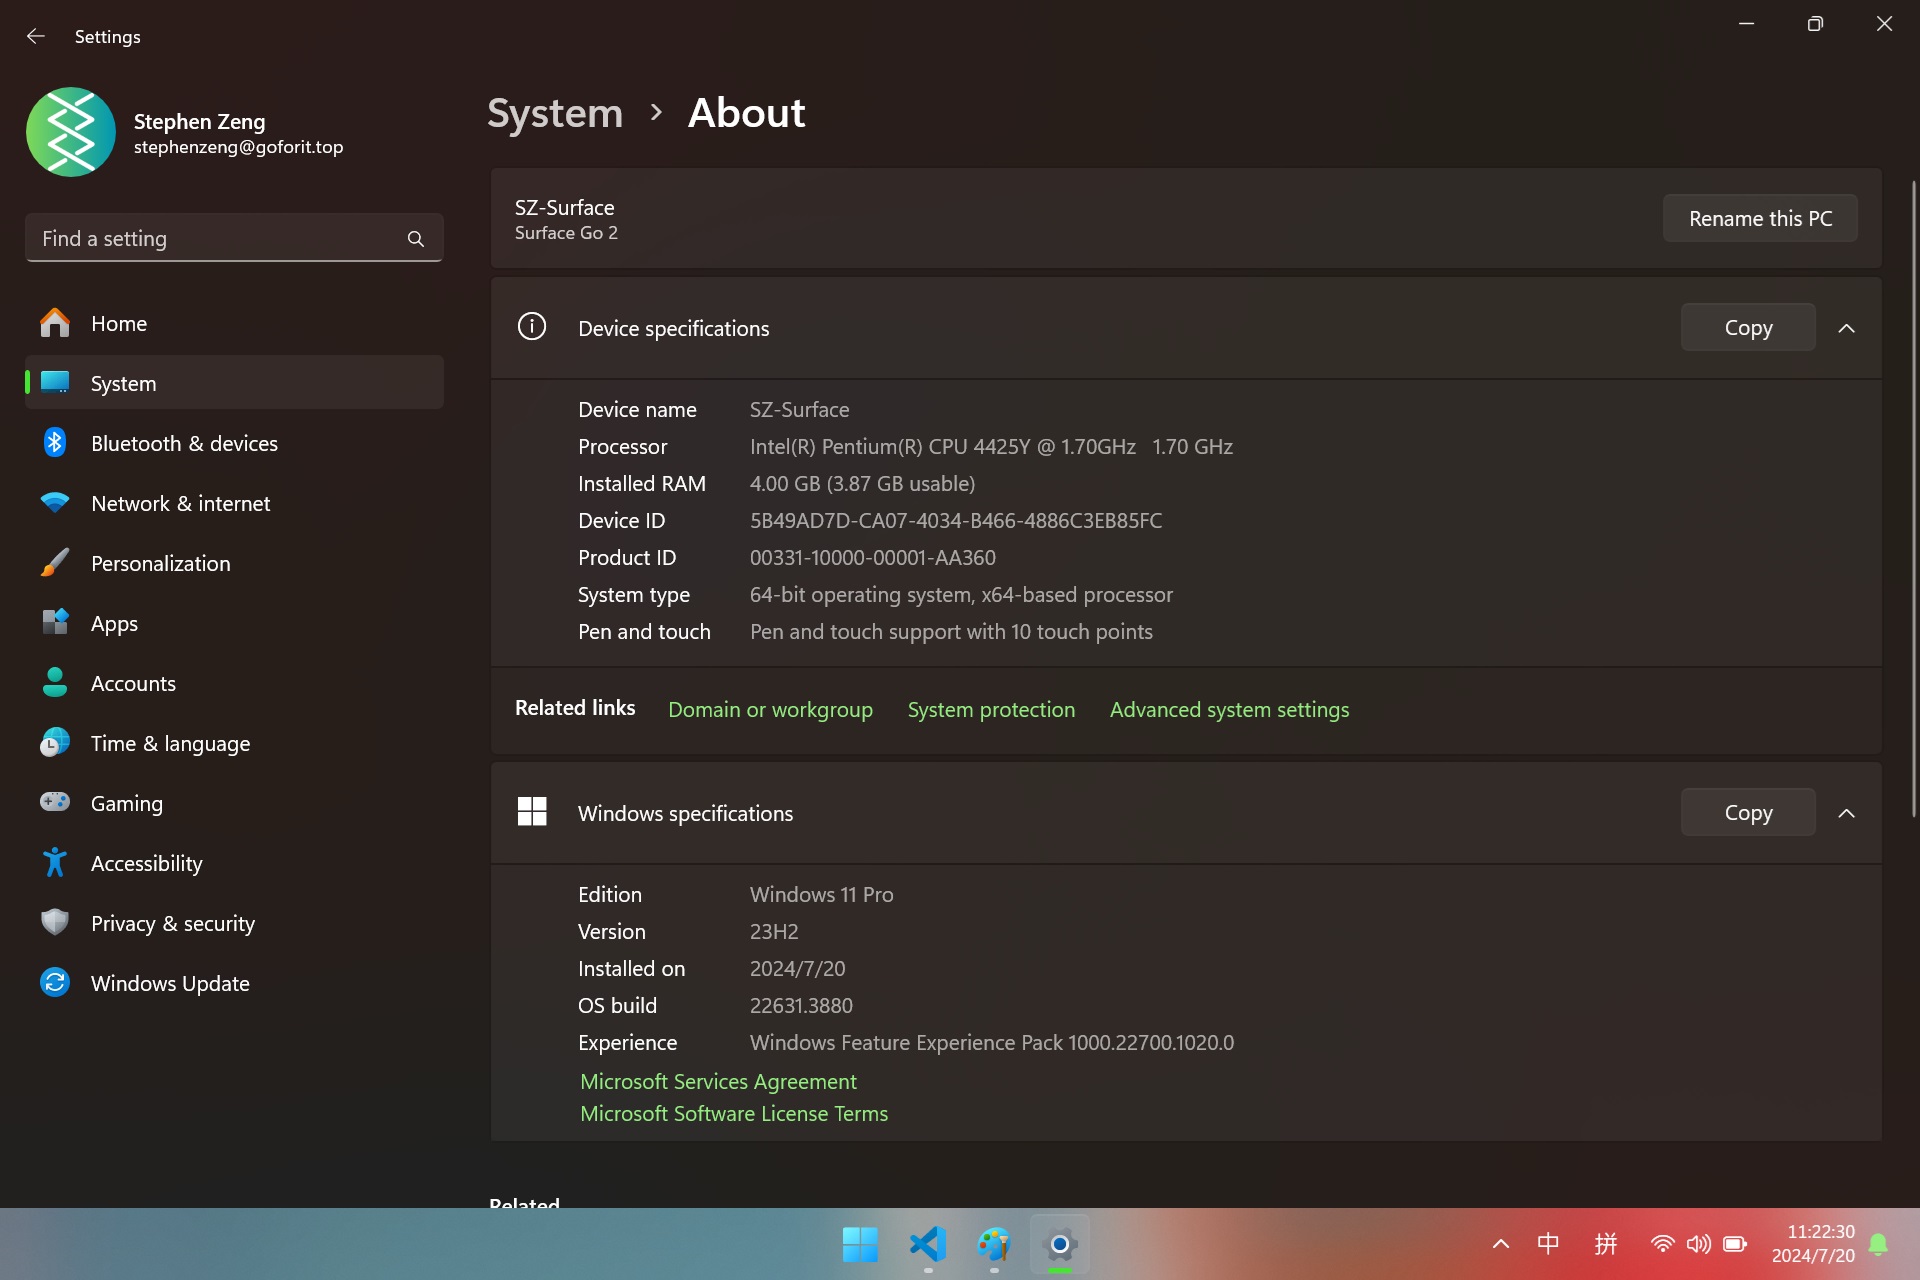 Settings
Stephen Zeng
stephenzeng@goforit.top
Find a setting
Home
System
Bluetooth & devices
Network & internet
Personalization
Apps
Accounts
Time & language
Gaming
Accessibility
Privacy & security
Windows Update
System › About
SZ-Surface
Surface Go 2
Rename this PC
Device specifications
Copy
Device name SZ-Surface
Processor Intel(R) Pentium(R) CPU 4425Y @ 1.70GHz 1.70 GHz
Installed RAM 4.00 GB (3.87 GB usable)
Device ID 5B49AD7D-CA07-4034-B466-4886C3EB85FC
Product ID 00331-10000-00001-AA360
System type 64-bit operating system, x64-based processor
Pen and touch Pen and touch support with 10 touch points
Related links Domain or workgroup System protection Advanced system settings
Windows specifications
Copy
Edition Windows 11 Pro
Version 23H2
Installed on 2024/7/20
OS build 22631.3880
Experience Windows Feature Experience Pack 1000.22700.1020.0
Microsoft Services Agreement
Microsoft Software License Terms
Related
中 拼
11:22:30
2024/7/20